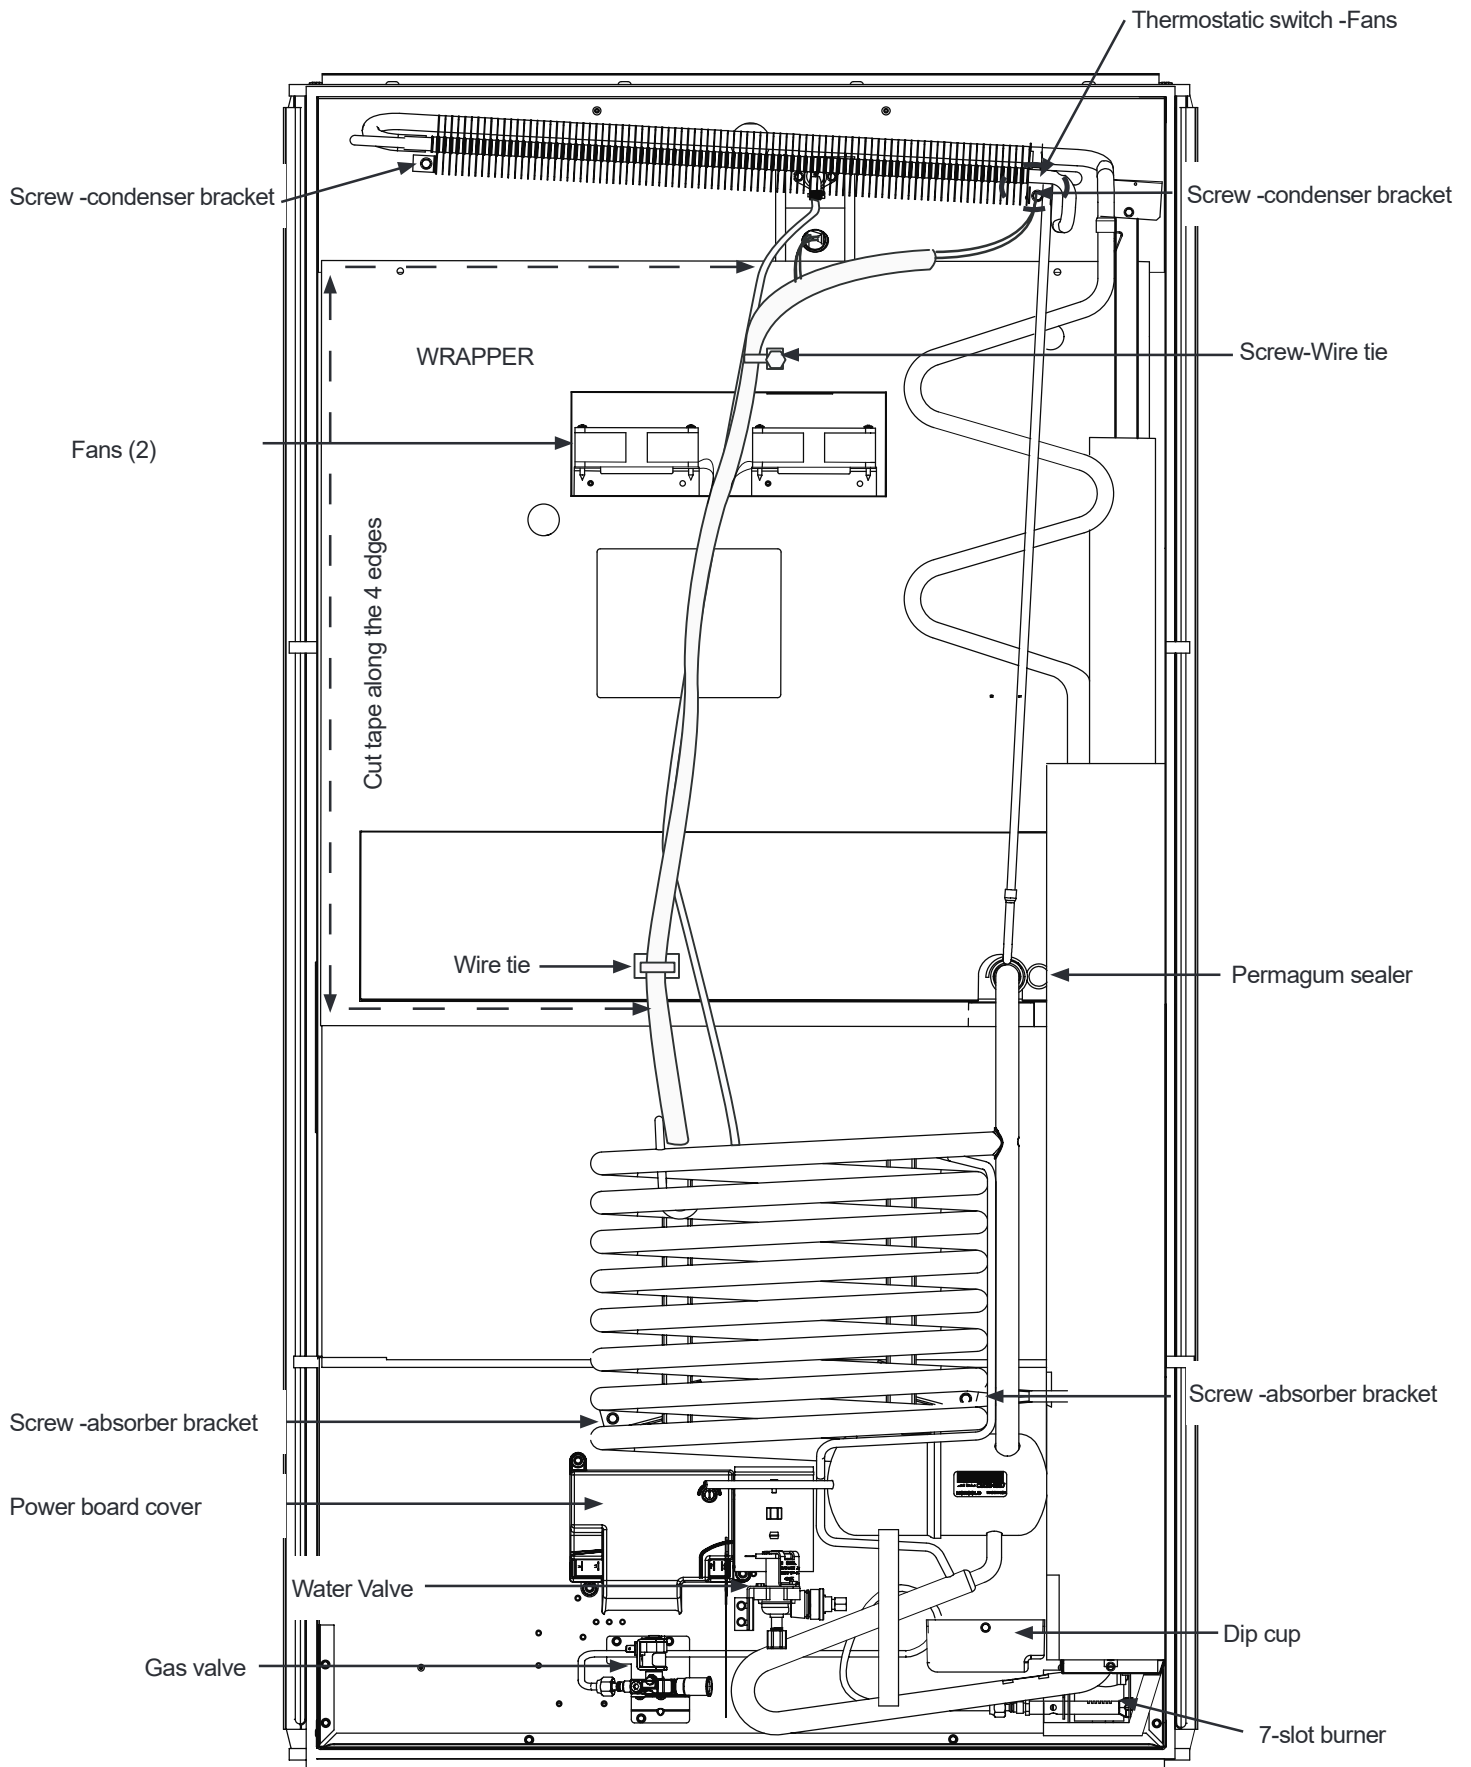 Thermostatic switch -Fans
Screw -condenser bracket
Screw -condenser bracket
WRAPPER
Screw-Wire tie
Fans (2)
Cut tape along the 4 edges
Wire tie
Permagum sealer
Screw -absorber bracket
Screw -absorber bracket
Power board cover
Water Valve
Dip cup
Gas valve
7-slot burner